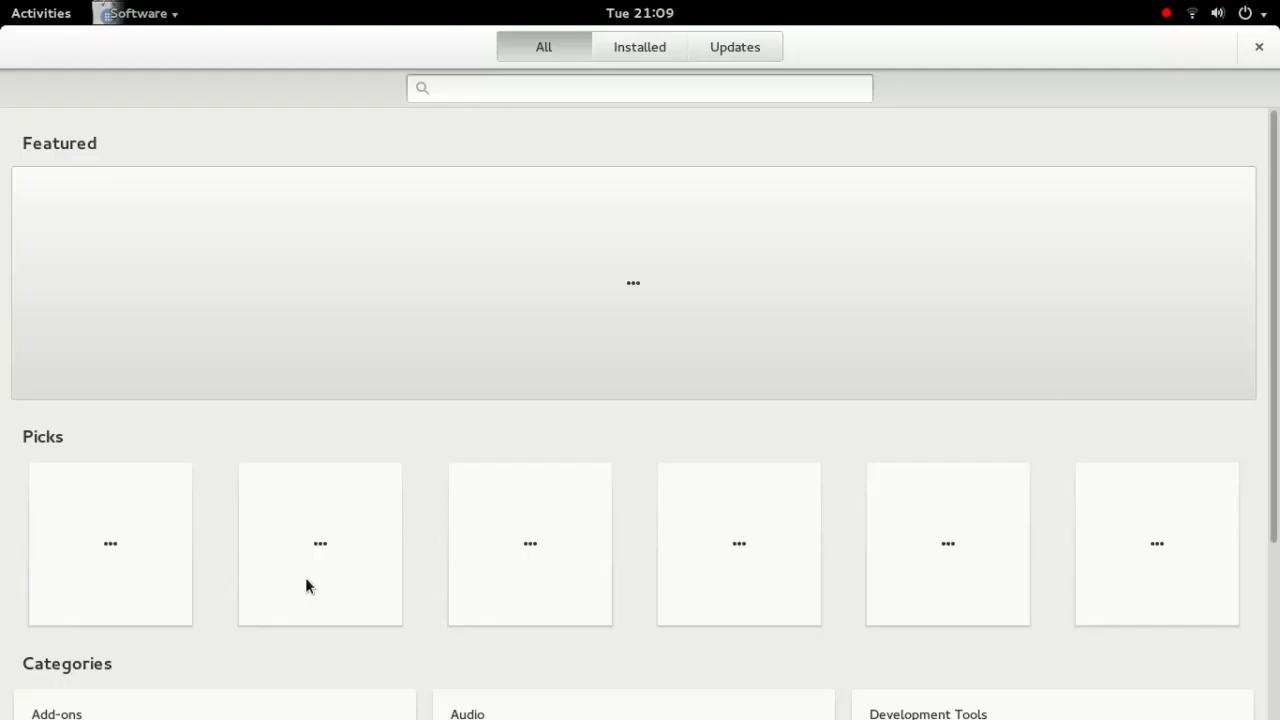 Activities Software Tue 21:09
All Installed Updates
Featured
•••
Picks
••• ••• ••• ••• ••• •••
Categories
Add-ons Audio Development Tools